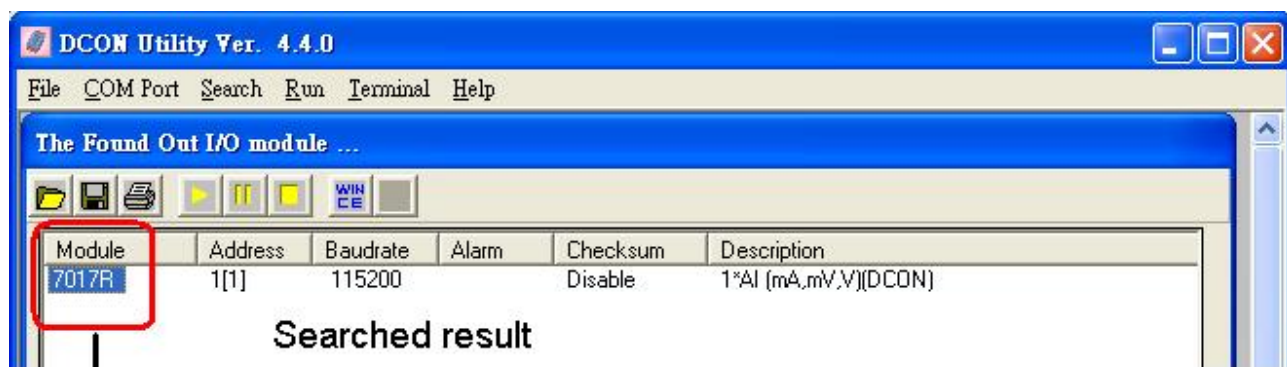 DCON Utility Ver. 4.4.0
File COM Port Search Run Terminal Help
The Found Out I/O module ...
WIN
CE
Module Address Baudrate Alarm Checksum Description
7017R 1[1] 115200 Disable 1*AI (mA,mV,V)(DCON)
Searched result